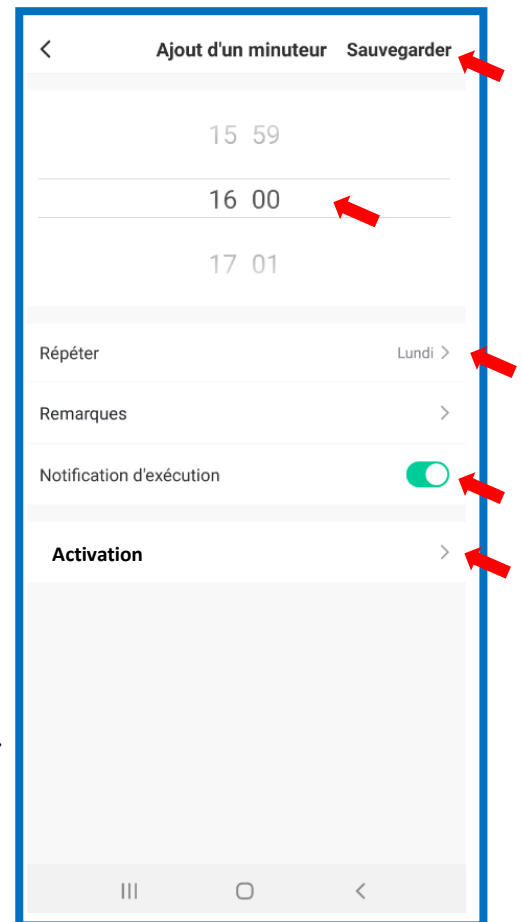 Ajout d'un minuteur Sauvegarder
15 59
16 00
17 01
Répéter Lundi
Remarques
Notification d'exécution
Activation